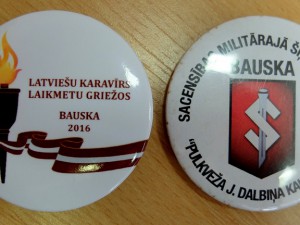 LATVIEŠU KARAVĪRS
LAIKMETU GRIEŽOS
BAUSKA
2016
SACENSĪBAS MILITĀRAJĀ
BAUSKA
"PULKVEŽA J. DALBIŅA